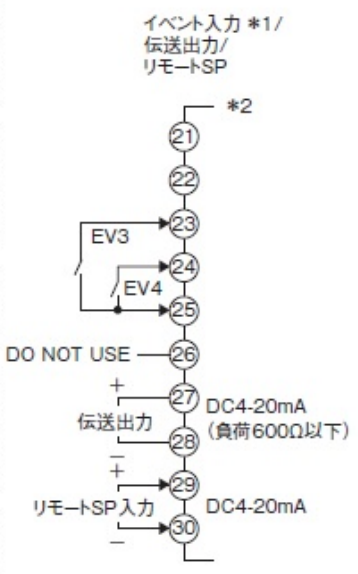 イベント入力 *1/
伝送出力/
リモートSP
*2
21
22
23
EV3
24
EV4
25
DO NOT USE
26
+
27
DC4-20mA
伝送出力
(負荷600Ω以下)
28
−
+
29
リモートSP入力
DC4-20mA
30
−